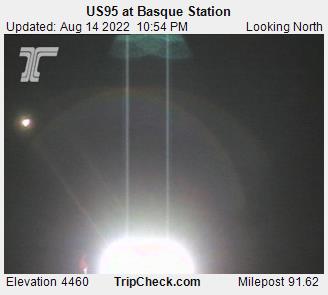 US95 at Basque Station
Updated: Aug 14 2022 10:54 PM Looking North
Elevation 4460 TripCheck.com Milepost 91.62